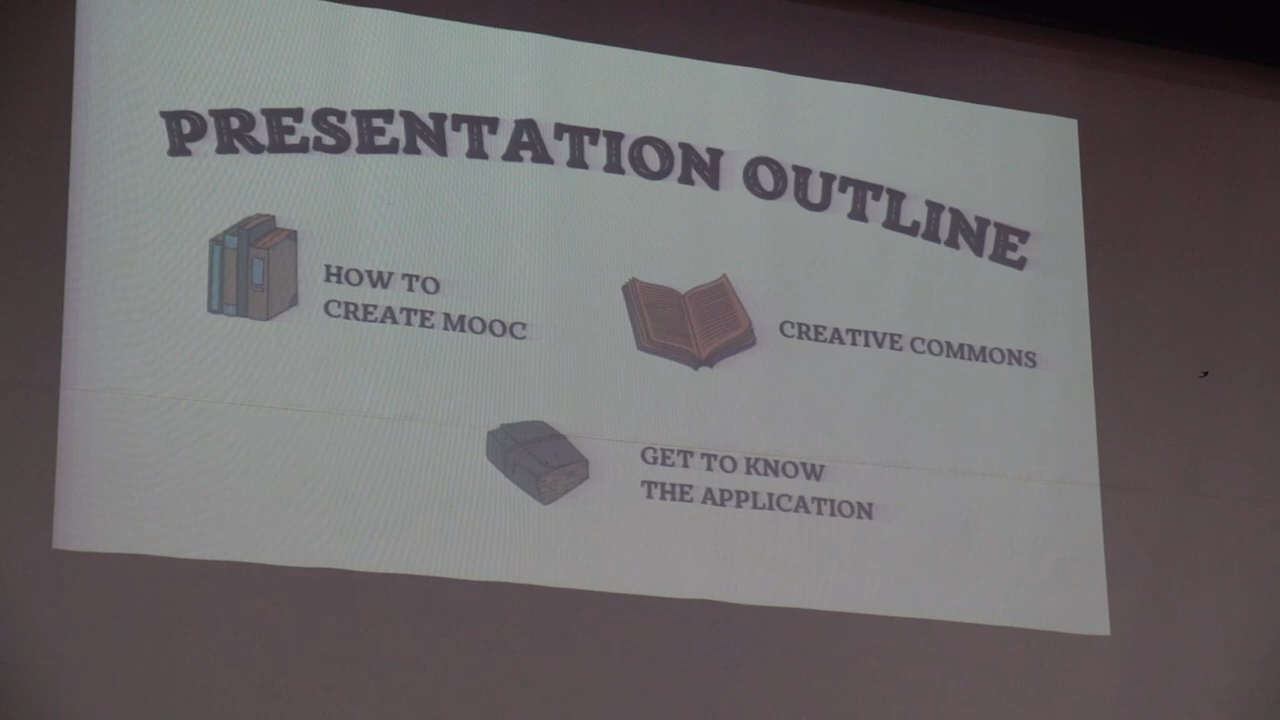 PRESENTATION OUTLINE
HOW TO
CREATE MOOC
CREATIVE COMMONS
GET TO KNOW
THE APPLICATION